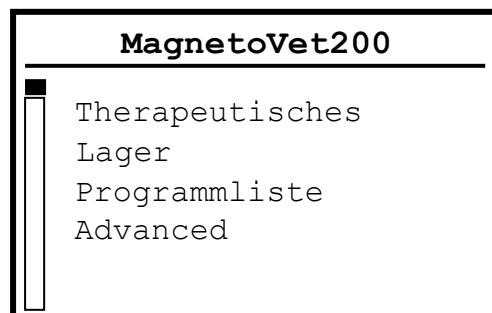 MagnetoVet200
Therapeutisches
Lager
Programmliste
Advanced